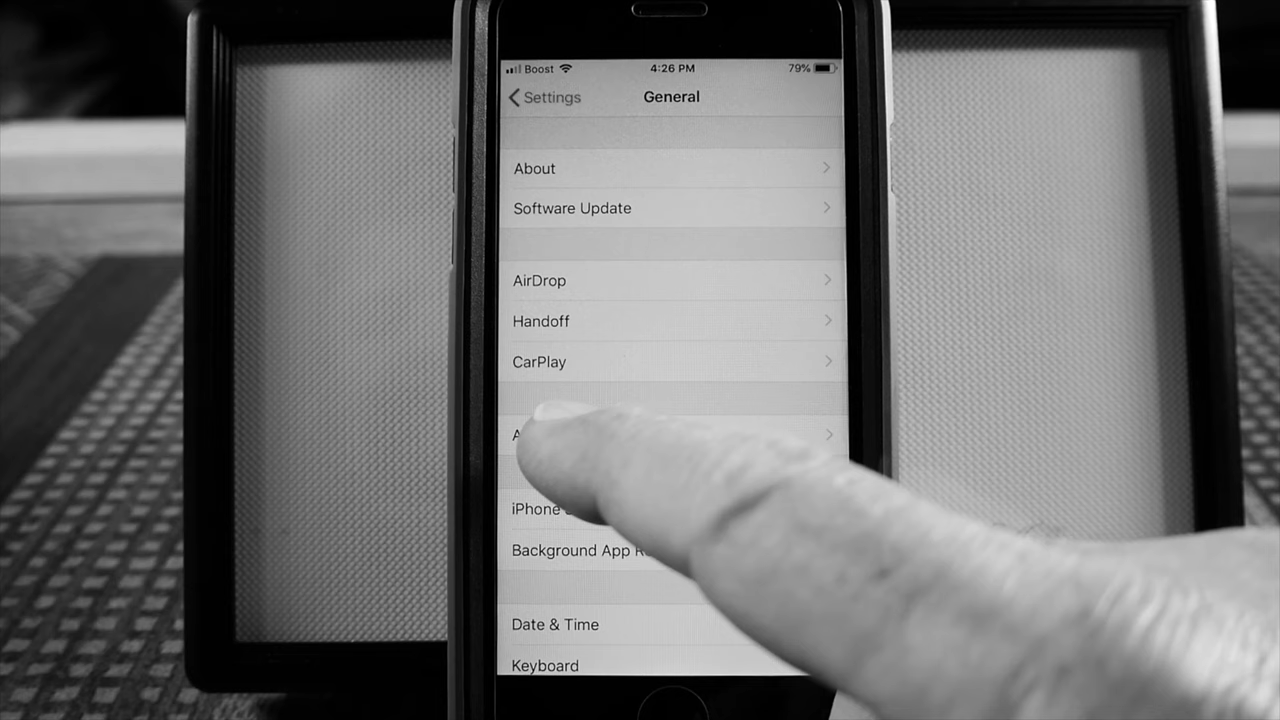 Boost 4:26 PM 79%
Settings General
About
Software Update
AirDrop
Handoff
CarPlay
iPhone
Background App
Date & Time
Keyboard